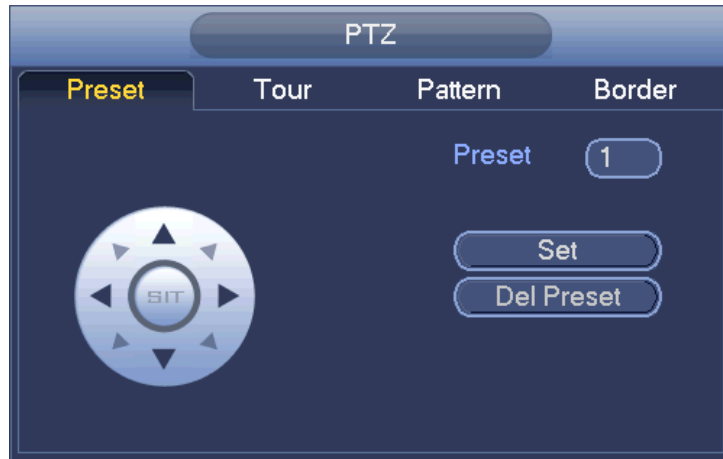 PTZ
Preset Tour Pattern Border
Preset 1
Set
SIT
Del Preset